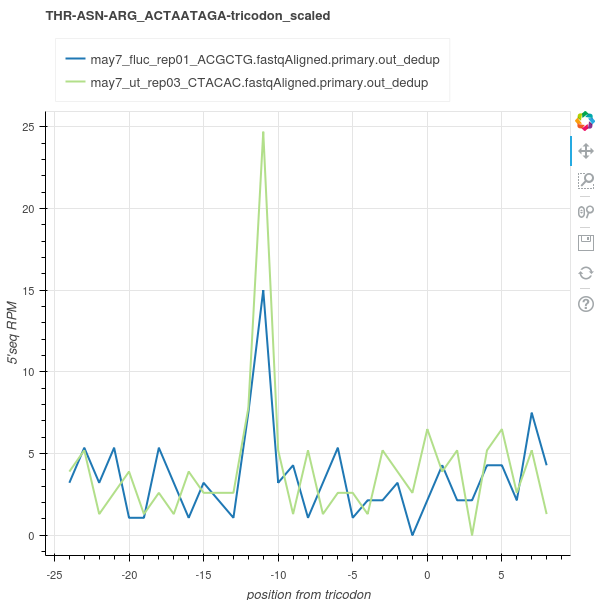 THR-ASN-ARG_ACTAATAGA-tricodon_scaled
may7_fluc_rep01_ACGCTG.fastqAligned.primary.out_dedup
may7_ut_rep03_CTACAC.fastqAligned.primary.out_dedup
25
20
15
10
5
0
5'seq RPM
-25 -20 -15 -10 -5 0 5
position from tricodon